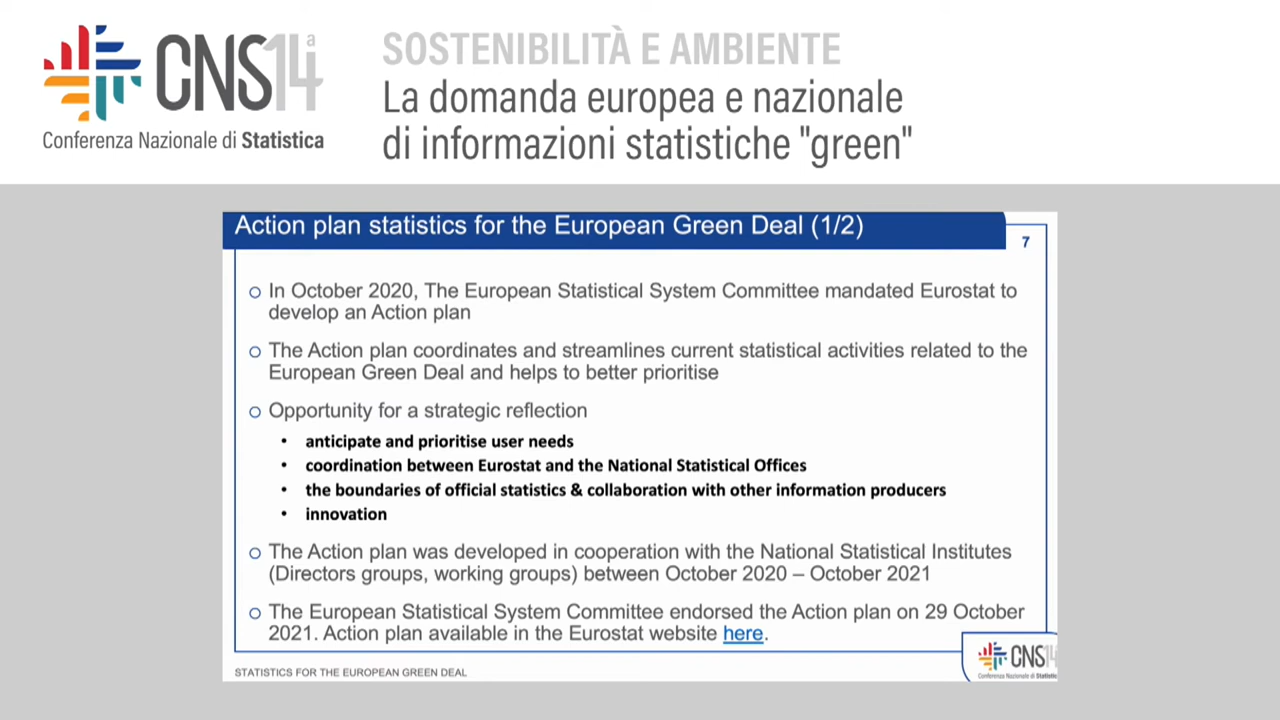 CNS14ª
Conferenza Nazionale di Statistica
SOSTENIBILITÀ E AMBIENTE
La domanda europea e nazionale
di informazioni statistiche "green"
Action plan statistics for the European Green Deal (1/2)
7
In October 2020, The European Statistical System Committee mandated Eurostat to
develop an Action plan
The Action plan coordinates and streamlines current statistical activities related to the
European Green Deal and helps to better prioritise
Opportunity for a strategic reflection
• anticipate and prioritise user needs
• coordination between Eurostat and the National Statistical Offices
• the boundaries of official statistics & collaboration with other information producers
• innovation
The Action plan was developed in cooperation with the National Statistical Institutes
(Directors groups, working groups) between October 2020 – October 2021
The European Statistical System Committee endorsed the Action plan on 29 October
2021. Action plan available in the Eurostat website here.
STATISTICS FOR THE EUROPEAN GREEN DEAL
CNS14
Conferenza Nazionale di Statistic